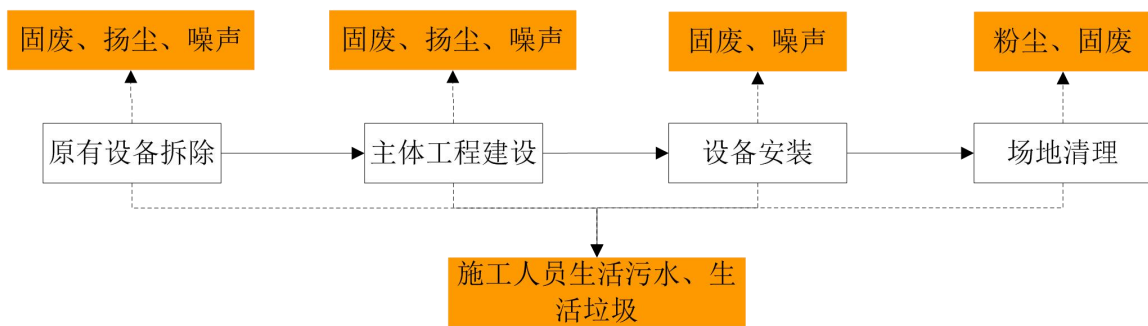 固废、扬尘、噪声
固废、扬尘、噪声
固废、噪声
粉尘、固废
原有设备拆除
主体工程建设
设备安装
场地清理
施工人员生活污水、生
活垃圾